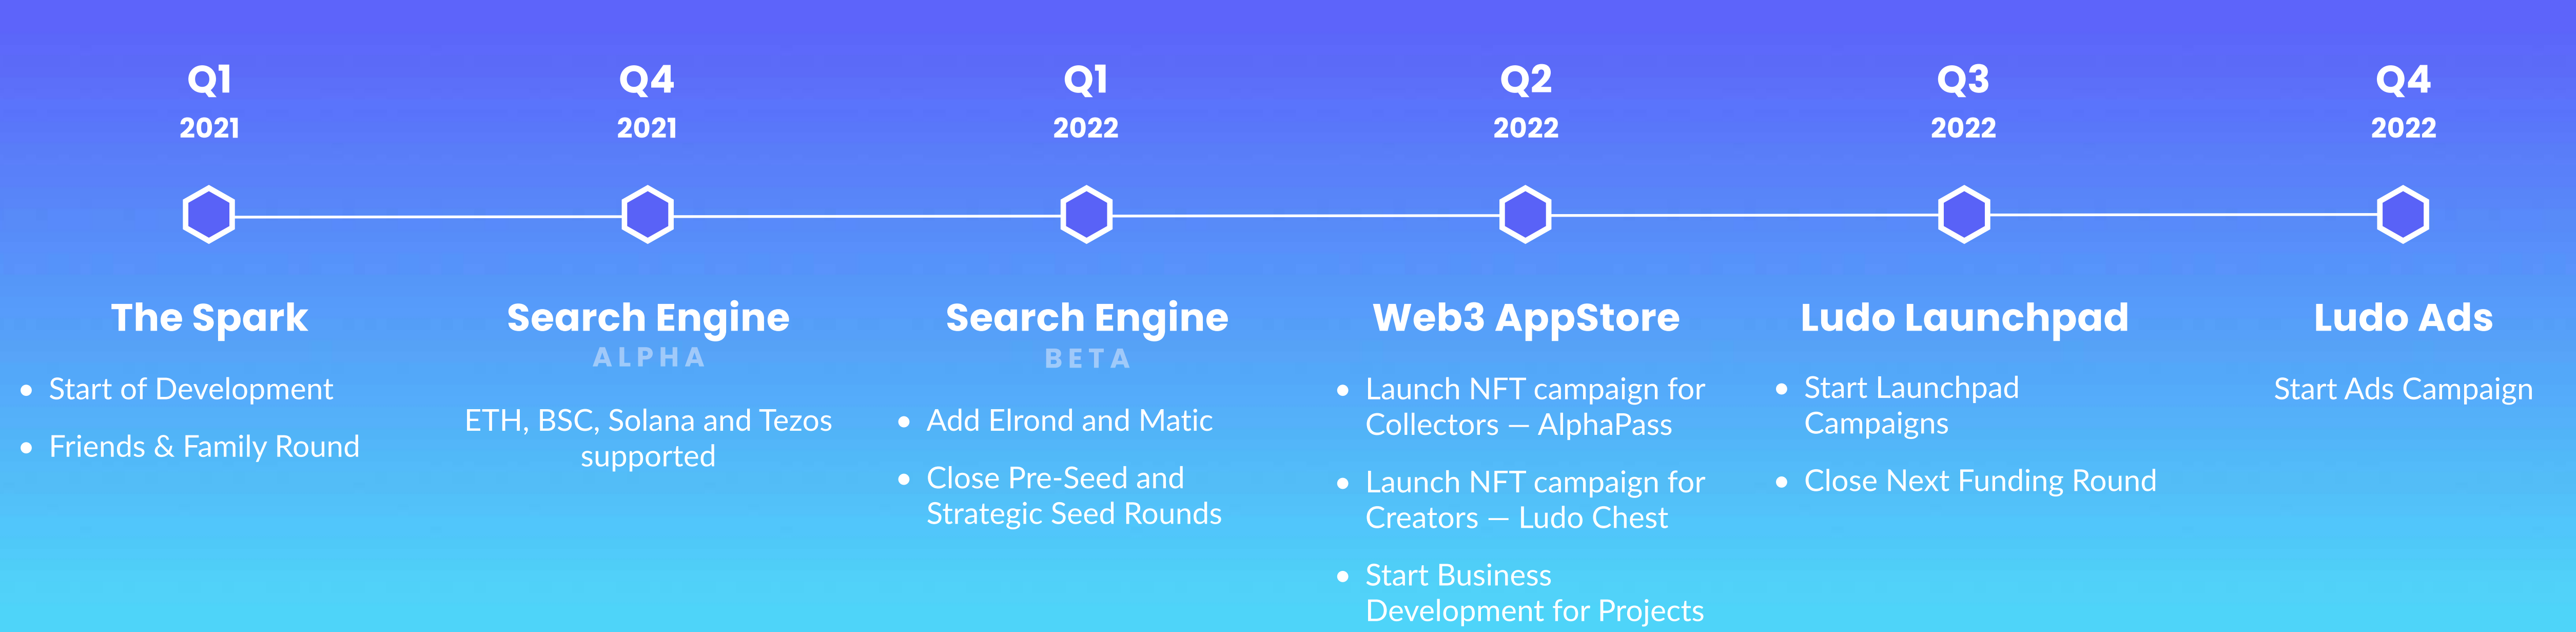 Q1
2021
The Spark
• Start of Development
• Friends & Family Round
Q4
2021
Search Engine
ALPHA
ETH, BSC, Solana and Tezos
supported
Q1
2022
Search Engine
BETA
• Add Elrond and Matic
• Close Pre-Seed and
Strategic Seed Rounds
Q2
2022
Web3 AppStore
• Launch NFT campaign for
Collectors — AlphaPass
• Launch NFT campaign for
Creators — Ludo Chest
• Start Business
Development for Projects
Q3
2022
Ludo Launchpad
• Start Launchpad
Campaigns
• Close Next Funding Round
Q4
2022
Ludo Ads
Start Ads Campaign